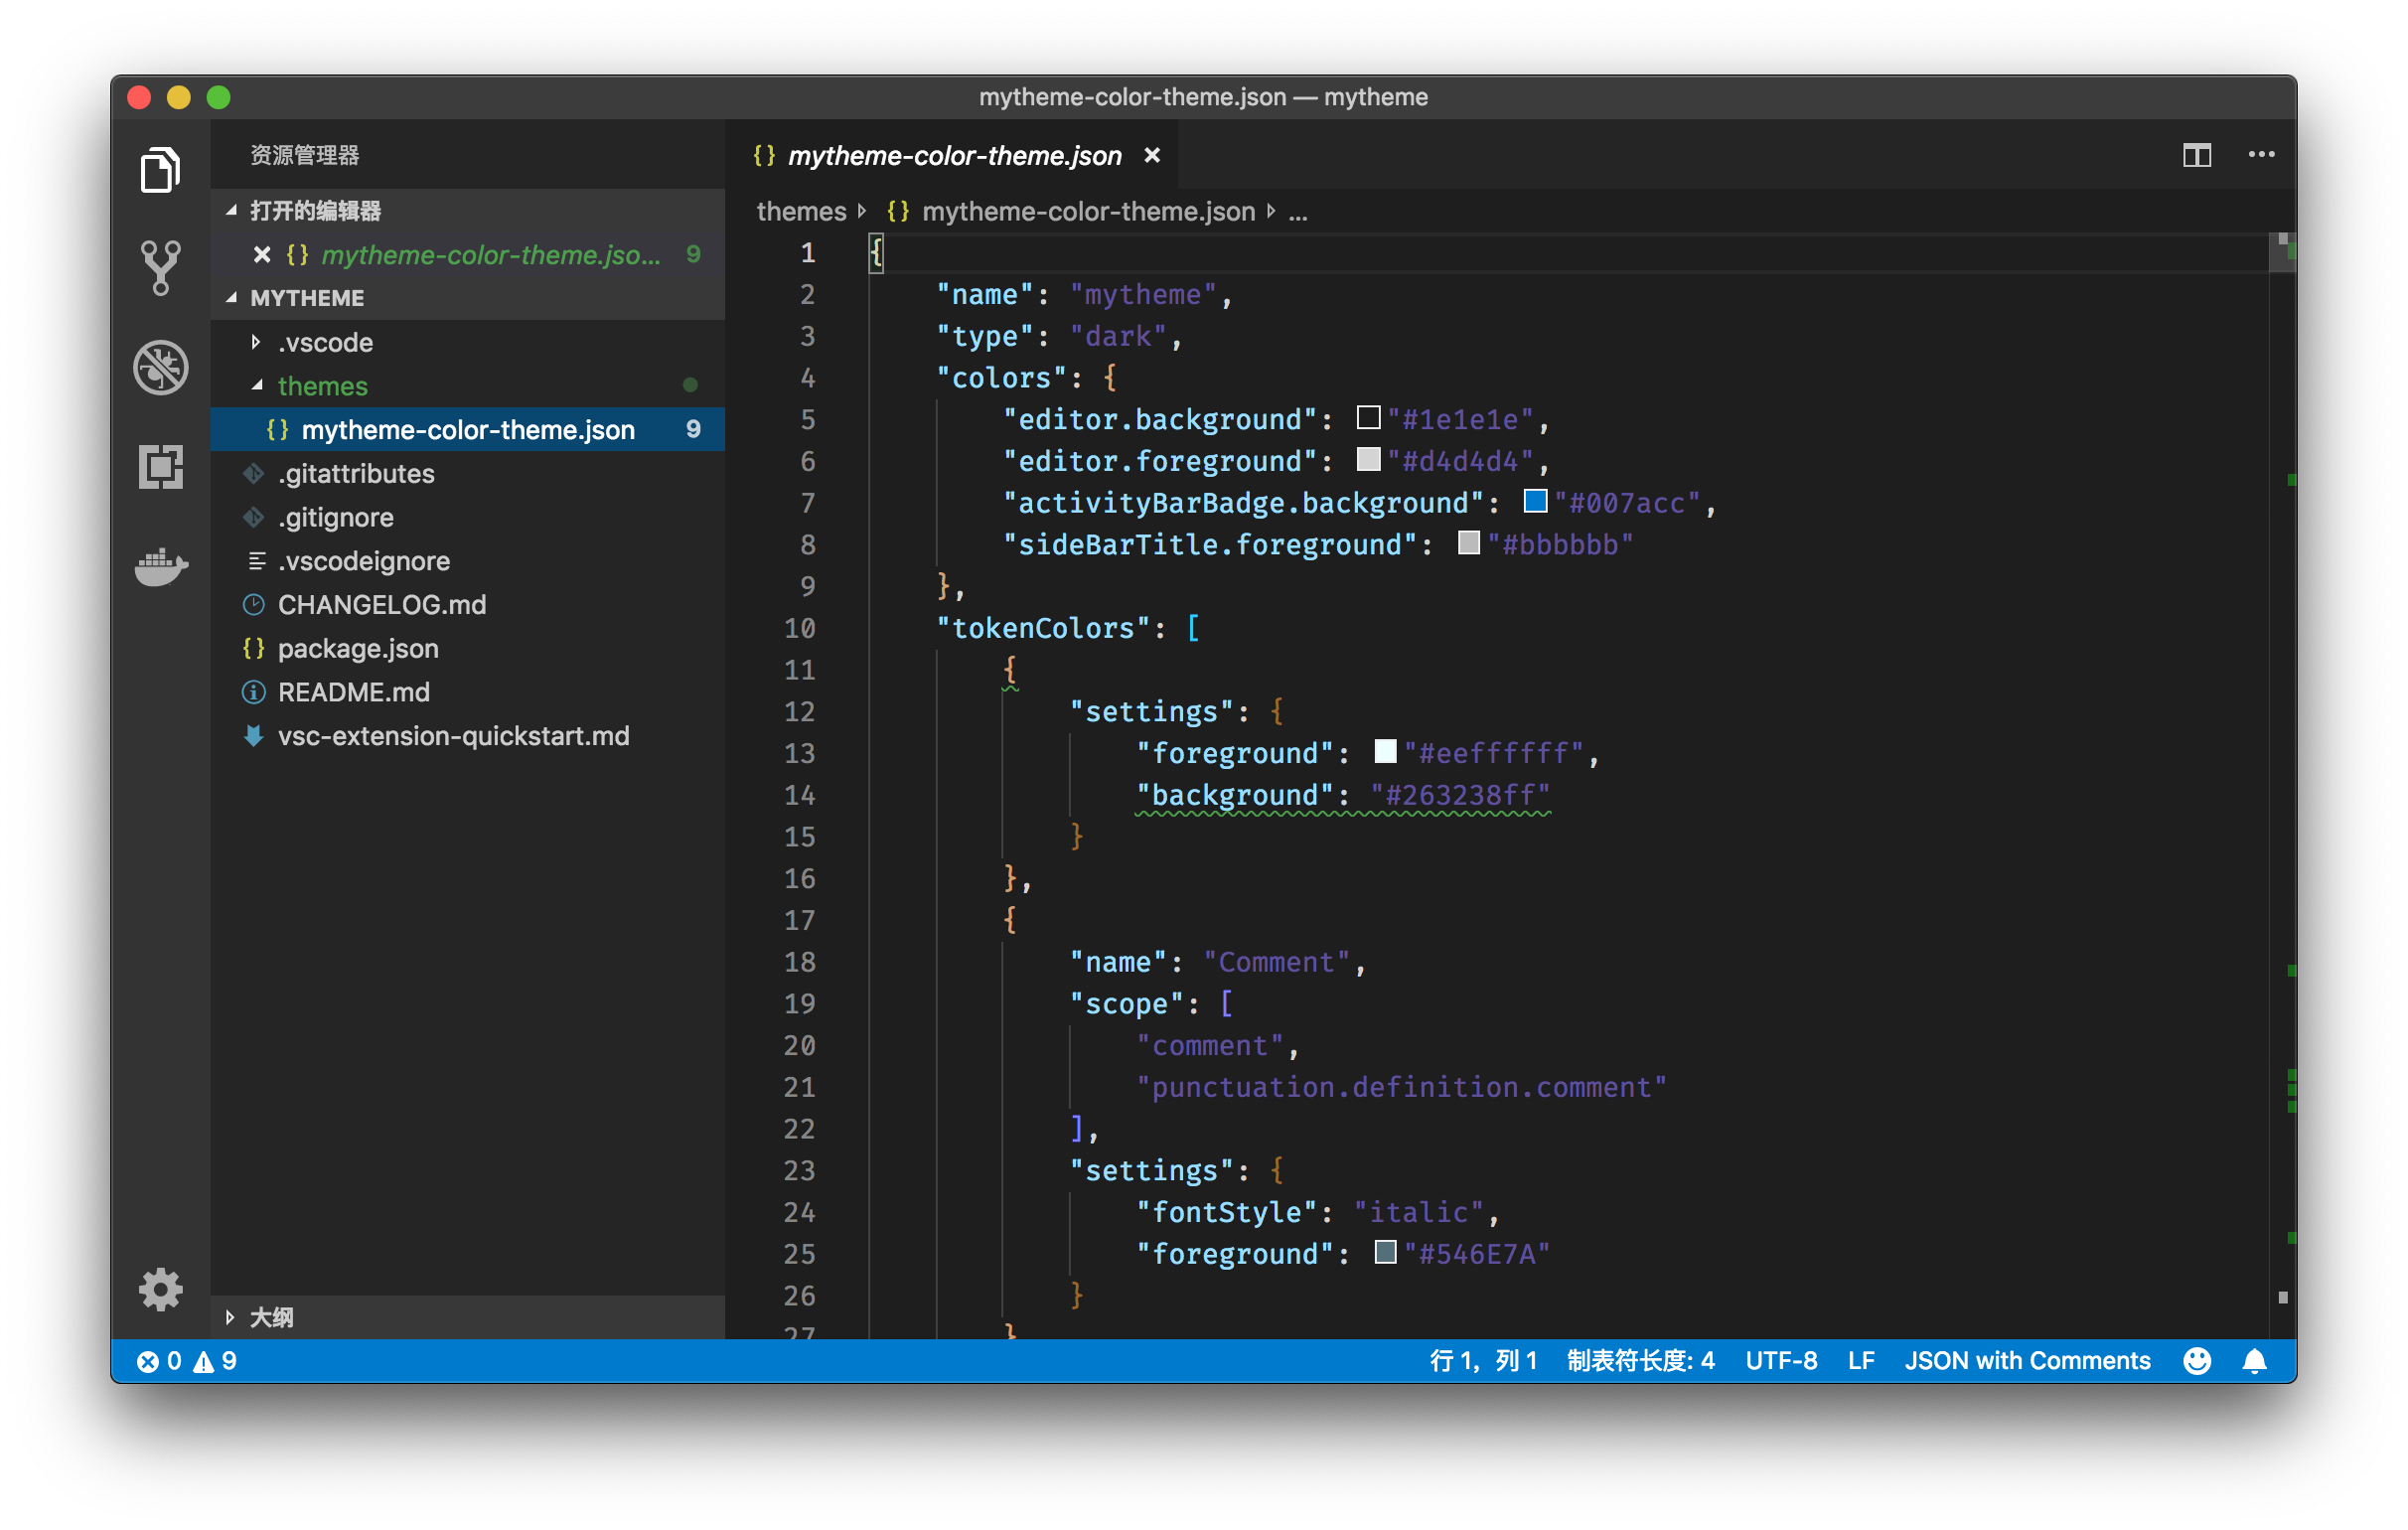 mytheme-color-theme.json — mytheme
资源管理器
打开的编辑器
mytheme-color-theme.jso... 9
MYTHEME
.vscode
themes
mytheme-color-theme.json 9
.gitattributes
.gitignore
.vscodeignore
CHANGELOG.md
package.json
README.md
vsc-extension-quickstart.md
大纲
{} mytheme-color-theme.json
themes {} mytheme-color-theme.json ...
1 {
2 "name": "mytheme",
3 "type": "dark",
4 "colors": {
5 "editor.background": "#1e1e1e",
6 "editor.foreground": "#d4d4d4",
7 "activityBarBadge.background": "#007acc",
8 "sideBarTitle.foreground": "#bbbbbb"
9 },
10 "tokenColors": [
11 {
12 "settings": {
13 "foreground": "#eeffffff",
14 "background": "#263238ff"
15 }
16 },
17 {
18 "name": "Comment",
19 "scope": [
20 "comment",
21 "punctuation.definition.comment"
22 ],
23 "settings": {
24 "fontStyle": "italic",
25 "foreground": "#546E7A"
26 }
27 }
0 9
行 1，列 1 制表符长度: 4 UTF-8 LF JSON with Comments